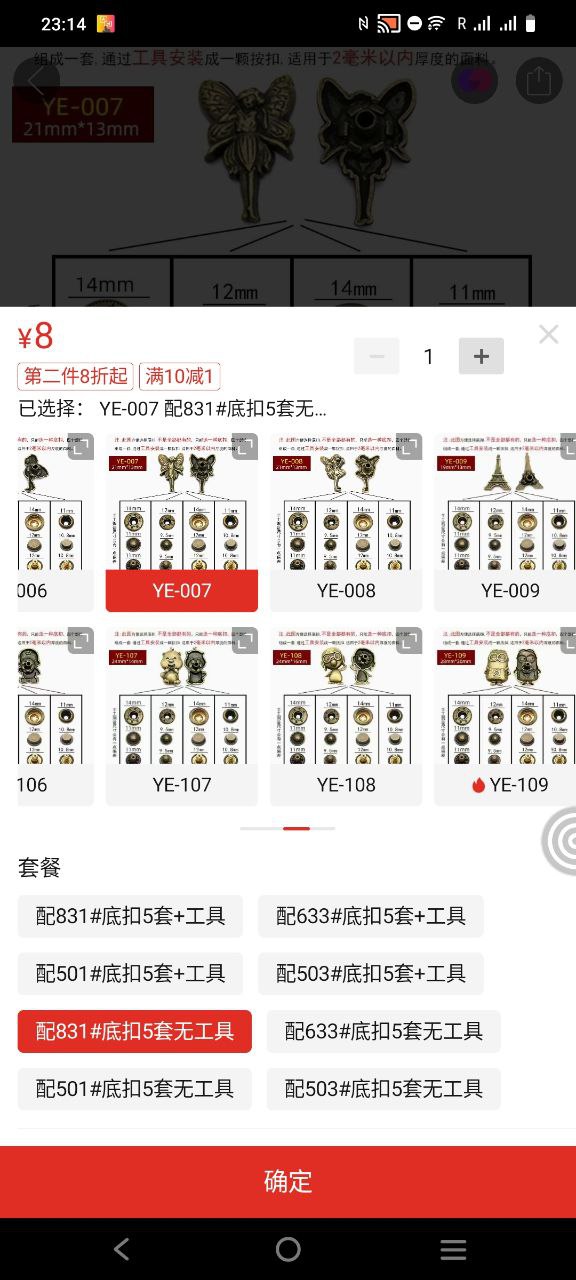 23:14
R
组成一套,通过工具安装成一颗按扣,适用于2毫米以内厚度的面料。
YE-007
21mm*13mm
14mm
12mm
14mm
11mm
¥8
1
第二件8折起 满10减1
已选择： YE-007 配831#底扣5套无…
006
YE-007
YE-008
YE-009
106
YE-107
YE-108
YE-109
套餐
配831#底扣5套+工具
配633#底扣5套+工具
配501#底扣5套+工具
配503#底扣5套+工具
配831#底扣5套无工具
配633#底扣5套无工具
配501#底扣5套无工具
配503#底扣5套无工具
确定